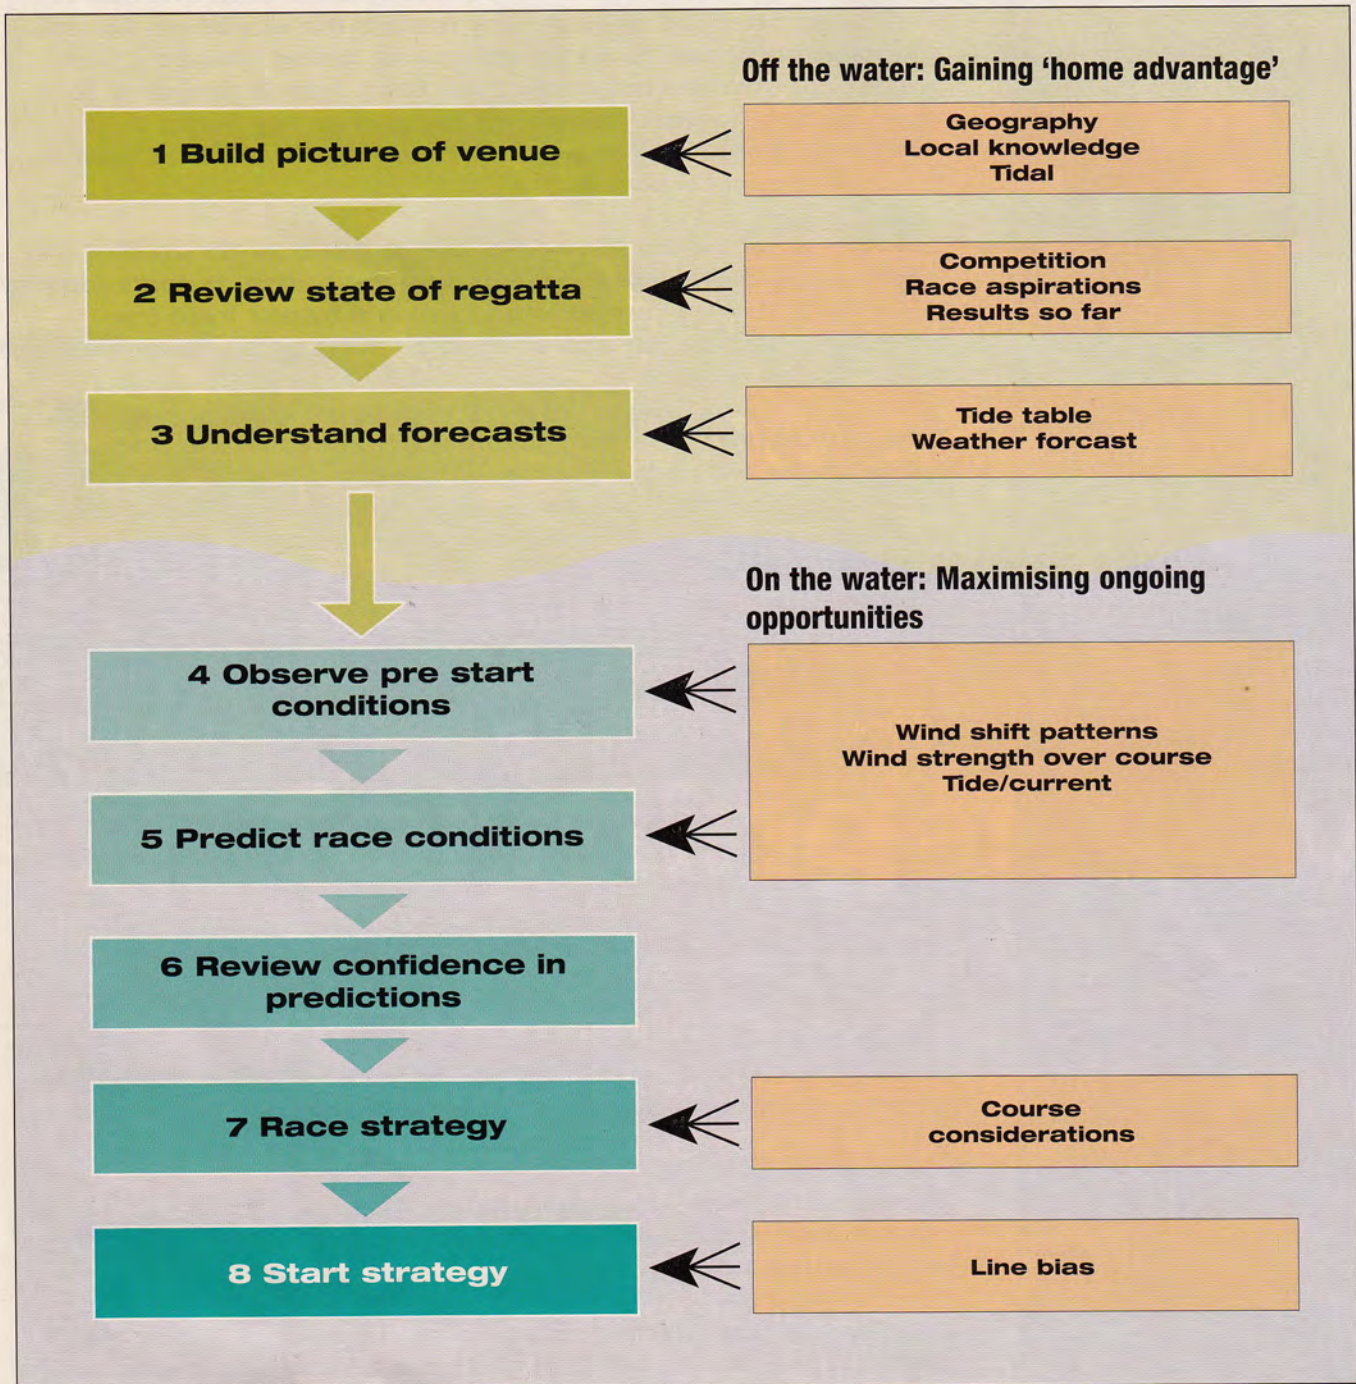 Off the water: Gaining ‘home advantage’
1 Build picture of venue
Geography
Local knowledge
Tidal
2 Review state of regatta
Competition
Race aspirations
Results so far
3 Understand forecasts
Tide table
Weather forcast
On the water: Maximising ongoing
opportunities
4 Observe pre start
conditions
Wind shift patterns
Wind strength over course
Tide/current
5 Predict race conditions
6 Review confidence in
predictions
7 Race strategy
Course
considerations
8 Start strategy
Line bias